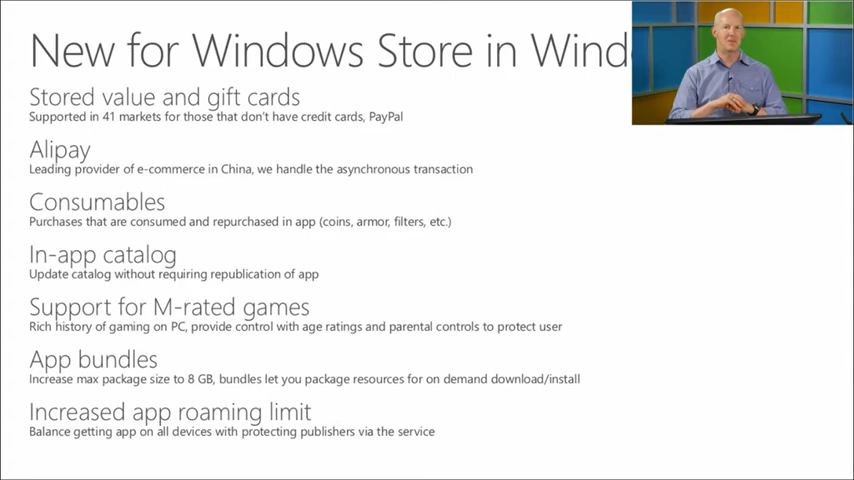 New for Windows Store in
Stored value and gift cards
Supported in 41 markets for those that don't have credit cards, PayPal
Alipay
Leading provider of e-commerce in China, we handle the asynchronous transaction
Consumables
Purchases that are consumed and repurchased in app (coins, armor, filters, etc.)
In-app catalog
Update catalog without requiring republication of app
Support for M-rated games
Rich history of gaming on PC, provide control with age ratings and parental controls to protect user
App bundles
Increase max package size to 8 GB, bundles let you package resources for on demand download/install
Increased app roaming limit
Balance getting app on all devices with protecting publishers via the service